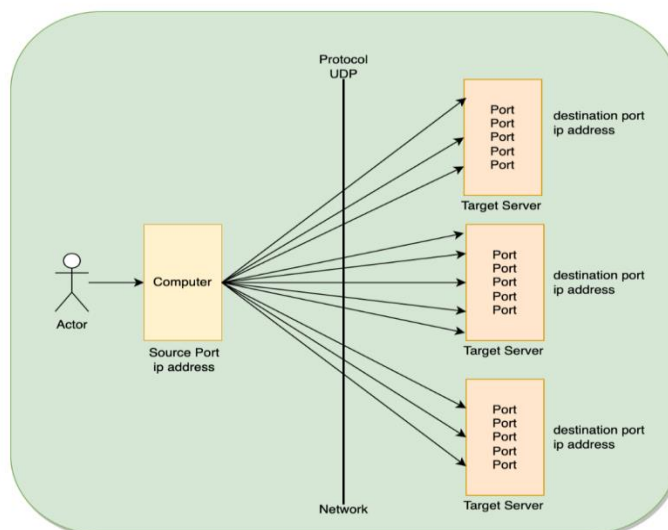 Protocol
UDP
Port
Port
Port
Port
Port
destination port
ip address
Target Server
Actor
Computer
Source Port
ip address
Port
Port
Port
Port
Port
destination port
ip address
Target Server
Port
Port
Port
Port
Port
destination port
ip address
Target Server
Network